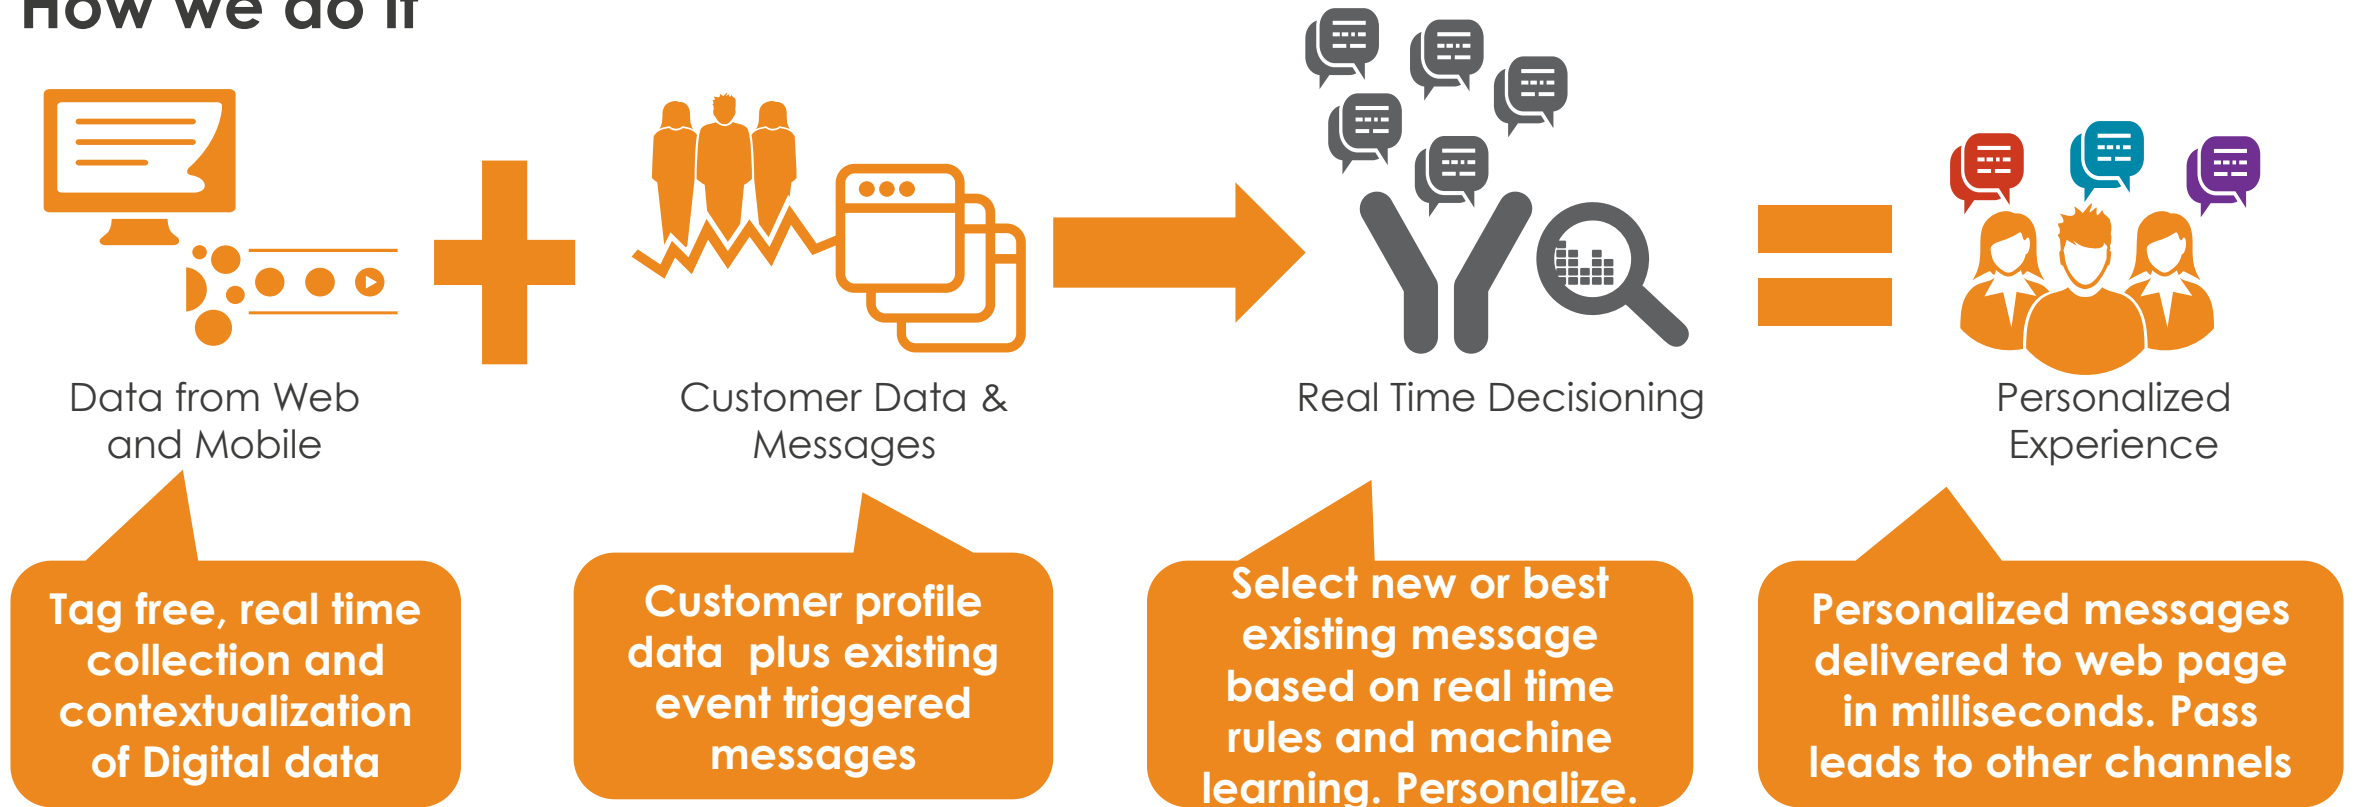 How we do it
Data from Web
and Mobile
Customer Data &
Messages
Real Time Decisioning
Personalized
Experience
Tag free, real time
collection and
contextualization
of Digital data
Customer profile
data  plus existing
event triggered
messages
Select new or best
existing message
based on real time
rules and machine
learning. Personalize.
Personalized messages
delivered to web page
in milliseconds. Pass
leads to other channels